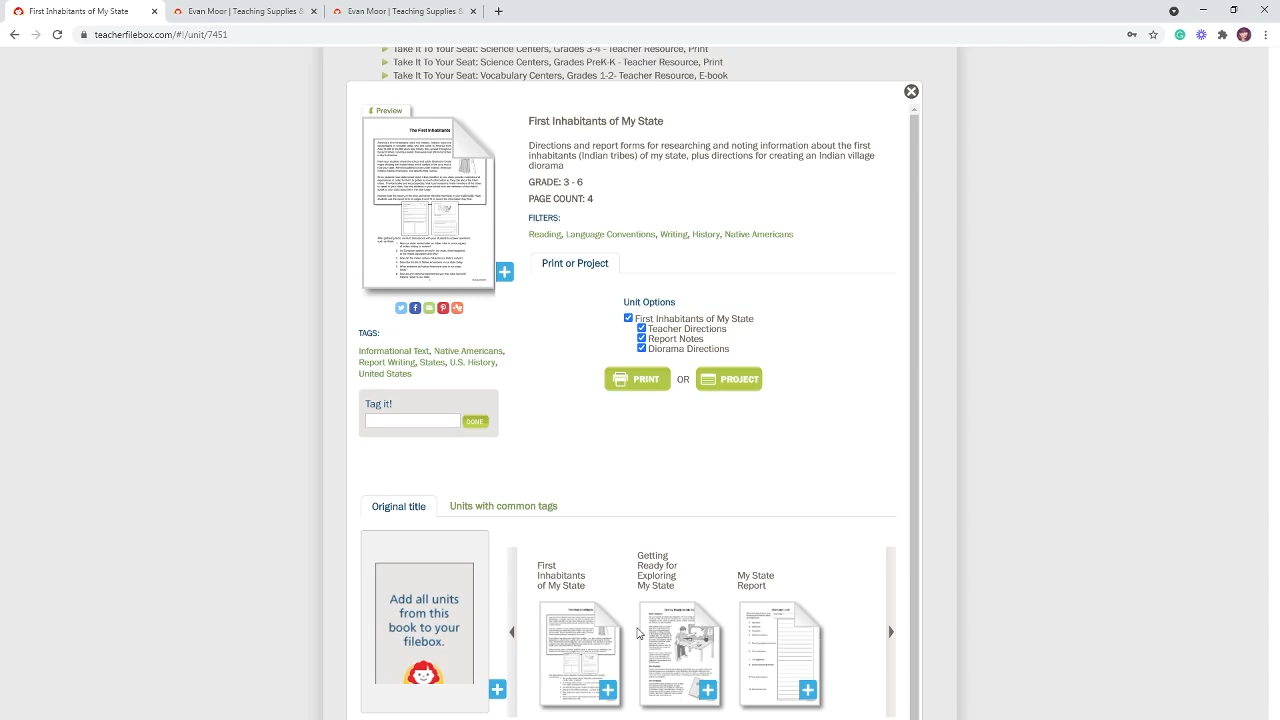 First Inhabitants of My State
Evan Moor | Teaching Supplies &
Evan Moor | Teaching Supplies &
teacherfilebox.com/#!/unit/7451
Take It To Your Seat: Science Centers, Grades 3-4 - Teacher Resource, Print
Take It To Your Seat: Science Centers, Grades PreK-K - Teacher Resource, Print
Take It To Your Seat: Vocabulary Centers, Grades 1-2- Teacher Resource, E-book
Preview
The First Inhabitants
First Inhabitants of My State
Directions and report forms for researching and noting information about the first
inhabitants (Indian tribes) of my state, plus directions for creating an Indian village
diorama
GRADE: 3 - 6
PAGE COUNT: 4
FILTERS:
Reading, Language Conventions, Writing, History, Native Americans
Print or Project
Unit Options
First Inhabitants of My State
Teacher Directions
Report Notes
Diorama Directions
PRINT OR PROJECT
TAGS:
Informational Text, Native Americans,
Report Writing, States, U.S. History,
United States
Tag it!
DONE
Original title
Units with common tags
Add all units
from this
book to your
filebox.
First
Inhabitants
of My State
Getting
Ready for
Exploring
My State
My State
Report